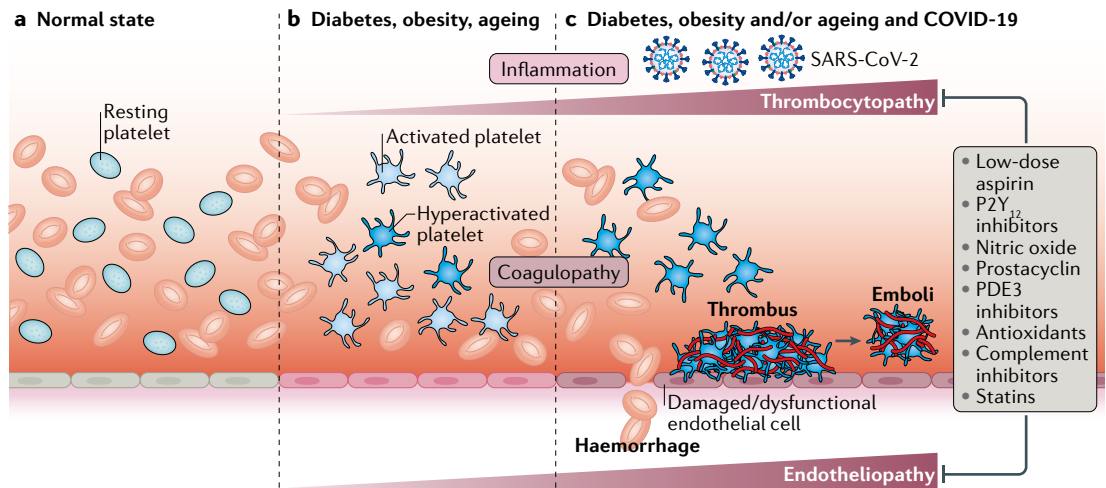 a Normal state
b Diabetes, obesity, ageing
c Diabetes, obesity and/or ageing and COVID-19
Inflammation
SARS-CoV-2
Thrombocytopathy
Resting
platelet
Activated platelet
Hyperactivated
platelet
Coagulopathy
Thrombus
Emboli
Damaged/dysfunctional
endothelial cell
Haemorrhage
Endotheliopathy
• Low-dose
aspirin
• P2Y₁₂
inhibitors
• Nitric oxide
• Prostacyclin
• PDE3
inhibitors
• Antioxidants
• Complement
inhibitors
• Statins